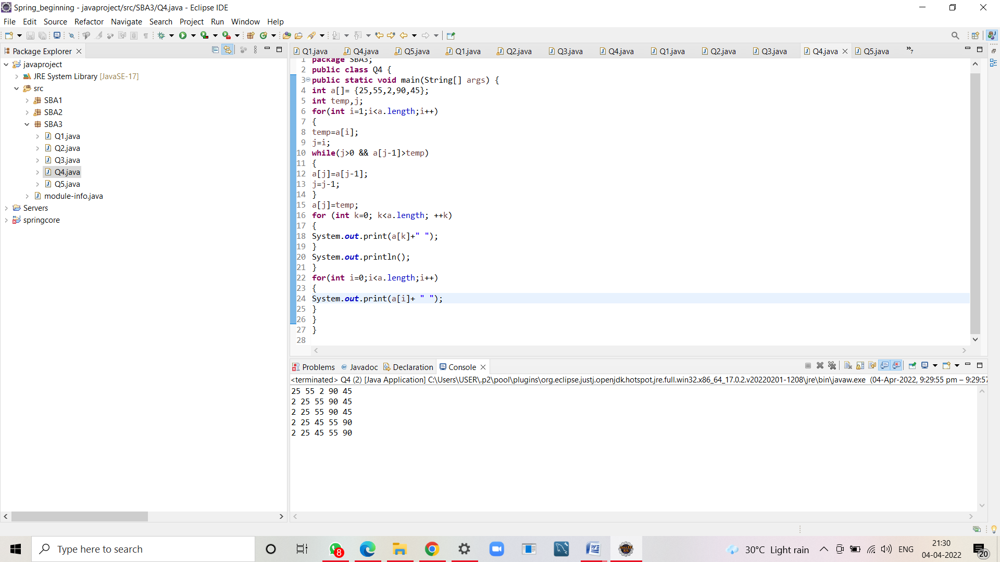 Spring_beginning - javaproject/src/SBA3/Q4.java - Eclipse IDE
File Edit Source Refactor Navigate Search Project Run Window Help
Package Explorer
javaproject
JRE System Library [JavaSE-17]
src
SBA1
SBA2
SBA3
Q1.java
Q2.java
Q3.java
Q4.java
Q5.java
module-info.java
Servers
springcore
Q1.java Q4.java Q5.java Q1.java Q2.java Q3.java Q4.java Q1.java Q2.java Q3.java Q4.java Q5.java »7
1 package SBA3;
2 public class Q4 {
3 public static void main(String[] args) {
4 int a[]= {25,55,2,90,45};
5 int temp,j;
6 for(int i=1;i<a.length;i++)
7 {
8 temp=a[i];
9 j=i;
10 while(j>0 && a[j-1]>temp)
11 {
12 a[j]=a[j-1];
13 j=j-1;
14 }
15 a[j]=temp;
16 for (int k=0; k<a.length; ++k)
17 {
18 System.out.print(a[k]+" ");
19 }
20 System.out.println();
21 }
22 for(int i=0;i<a.length;i++)
23 {
24 System.out.print(a[i]+ " ");
25 }
26 }
27 }
28
Problems @ Javadoc Declaration Console
<terminated> Q4 (2) [Java Application] C:\Users\USER\.p2\pool\plugins\org.eclipse.justj.openjdk.hotspot.jre.full.win32.x86_64_17.0.2.v20220201-1208\jre\bin\javaw.exe (04-Apr-2022, 9:29:55 pm – 9:29:57
25 55 2 90 45
2 25 55 90 45
2 25 55 90 45
2 25 45 55 90
2 25 45 55 90
Type here to search
8
30°C Light rain
ENG
21:30
04-04-2022
20